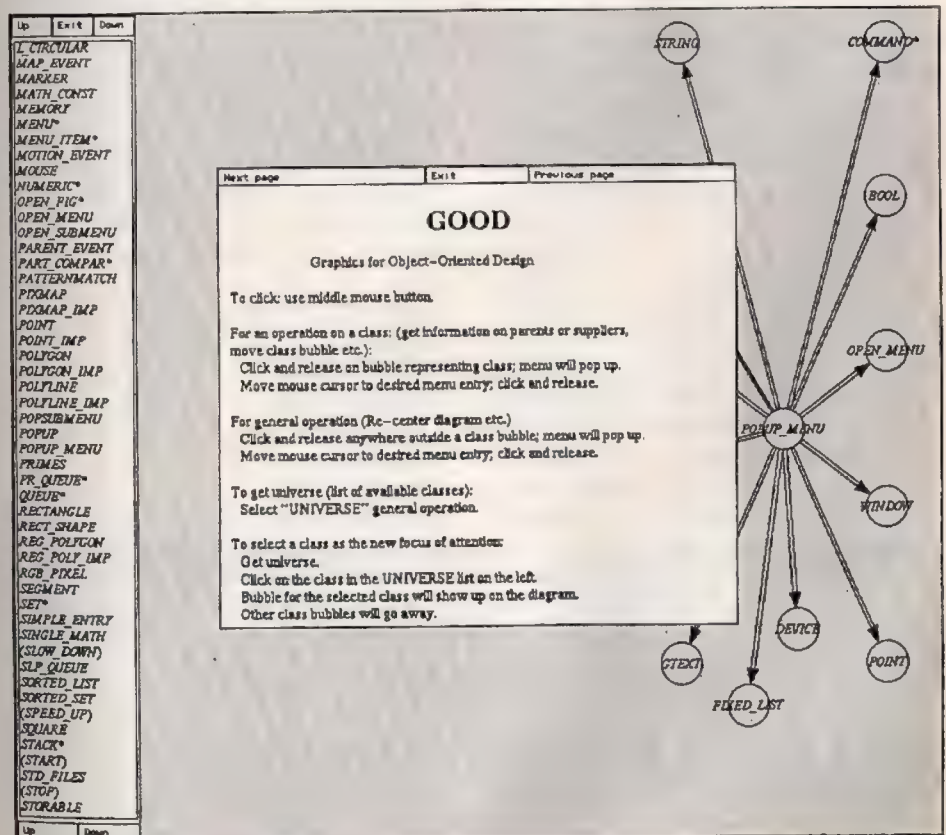 Up Exit Down
L_CIRCULAR
MAP_EVENT
MARKER
MATH_CONST
MEMORY
MENU*
MENU_ITEM*
MOTION_EVENT
MOUSE
NUMERIC*
OPEN_FIG*
OPEN_MENU
OPEN_SUBMENU
PARENT_EVENT
PART_COMPAR*
PATTERNMATCH
PIXMAP
PIXMAP_IMP
POINT
POINT_IMP
POLYGON
POLYGON_IMP
POLYLINE
POLYLINE_IMP
POPSUBMENU
POPUP
POPUP_MENU
PRIMES
PR_QUEUE*
QUEUE*
RECTANGLE
RECT_SHAPE
REG_POLYGON
REG_POLY_IMP
RGB_PIXEL
SEGMENT
SET*
SIMPLE_ENTRY
SINGLE_MATH
(SLOW_DOWN)
SLP_QUEUE
SORTED_LIST
SORTED_SET
(SPEED_UP)
SQUARE
STACK*
(START)
STD_FILES
(STOP)
STORABLE
Up Down
Next page Exit Previous page
GOOD
Graphics for Object-Oriented Design
To click: use middle mouse button.
For an operation on a class: (get information on parents or suppliers,
move class bubble etc.):
Click and release on bubble representing class; menu will pop up.
Move mouse cursor to desired menu entry; click and release.
For general operation (Re-center diagram etc.)
Click and release anywhere outside a class bubble; menu will pop up.
Move mouse cursor to desired menu entry; click and release.
To get universe (list of available classes):
Select "UNIVERSE" general operation.
To select a class as the new focus of attention:
Get universe.
Click on the class in the UNIVERSE list on the left.
Bubble for the selected class will show up on the diagram.
Other class bubbles will go away.
STRING
COMMAND*
BOOL
OPEN_MENU
POPUP_MENU
WINDOW
DEVICE
POINT
GTEXT
FIXED_LIST